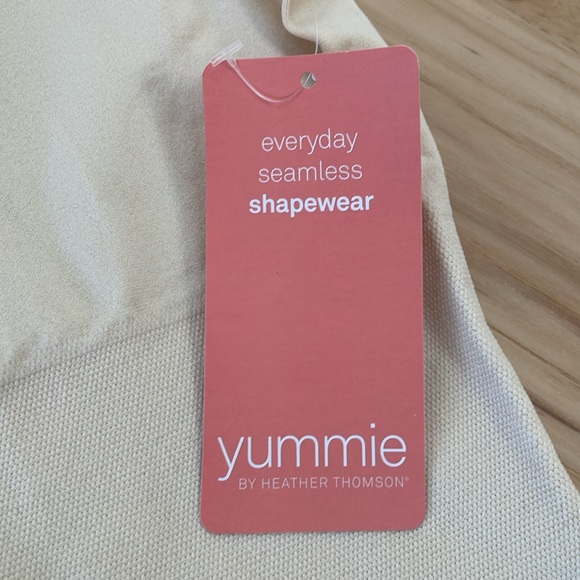 everyday
seamless
shapewear
yummie
BY HEATHER THOMSON®